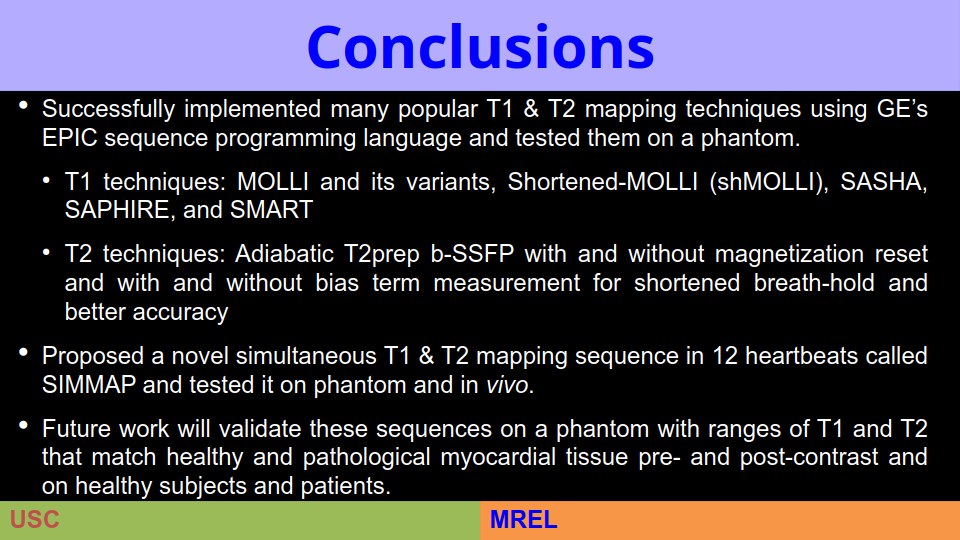 Conclusions
• Successfully implemented many popular T1 & T2 mapping techniques using GE’s
EPIC sequence programming language and tested them on a phantom.
• T1 techniques: MOLLI and its variants, Shortened-MOLLI (shMOLLI), SASHA,
SAPHIRE, and SMART
• T2 techniques: Adiabatic T2prep b-SSFP with and without magnetization reset
and with and without bias term measurement for shortened breath-hold and
better accuracy
• Proposed a novel simultaneous T1 & T2 mapping sequence in 12 heartbeats called
SIMMAP and tested it on phantom and in vivo.
• Future work will validate these sequences on a phantom with ranges of T1 and T2
that match healthy and pathological myocardial tissue pre- and post-contrast and
on healthy subjects and patients.
USC
MREL